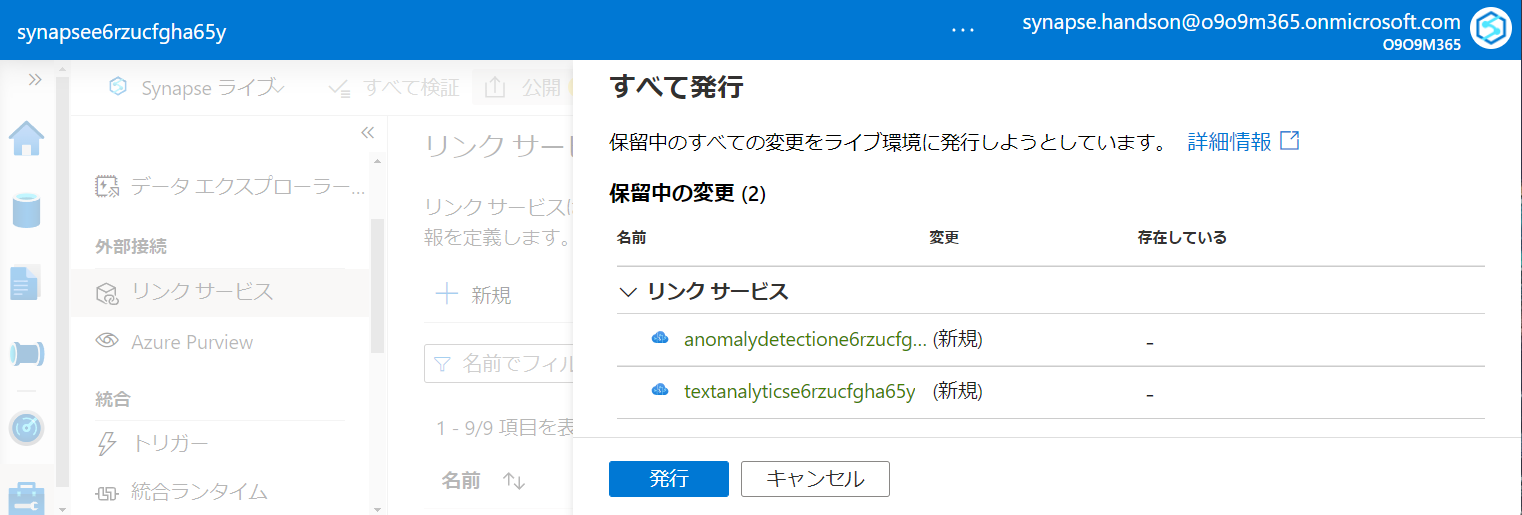 synapsee6rzucfgha65y
...
synapse.handson@o9o9m365.onmicrosoft.com
O9O9M365
Synapse ライブ
すべて検証
公開
データ エクスプローラー...
外部接続
リンク サービス
Azure Purview
統合
トリガー
統合ランタイム
リンク サービ
リンク サービスは
報を定義します。
新規
名前でフィル
1 - 9/9 項目を表
名前
すべて発行
保留中のすべての変更をライブ環境に発行しようとしています。 詳細情報
保留中の変更 (2)
名前 変更 存在している
リンク サービス
anomalydetectione6rzucfg... (新規) -
textanalyticse6rzucfgha65y (新規) -
発行 キャンセル